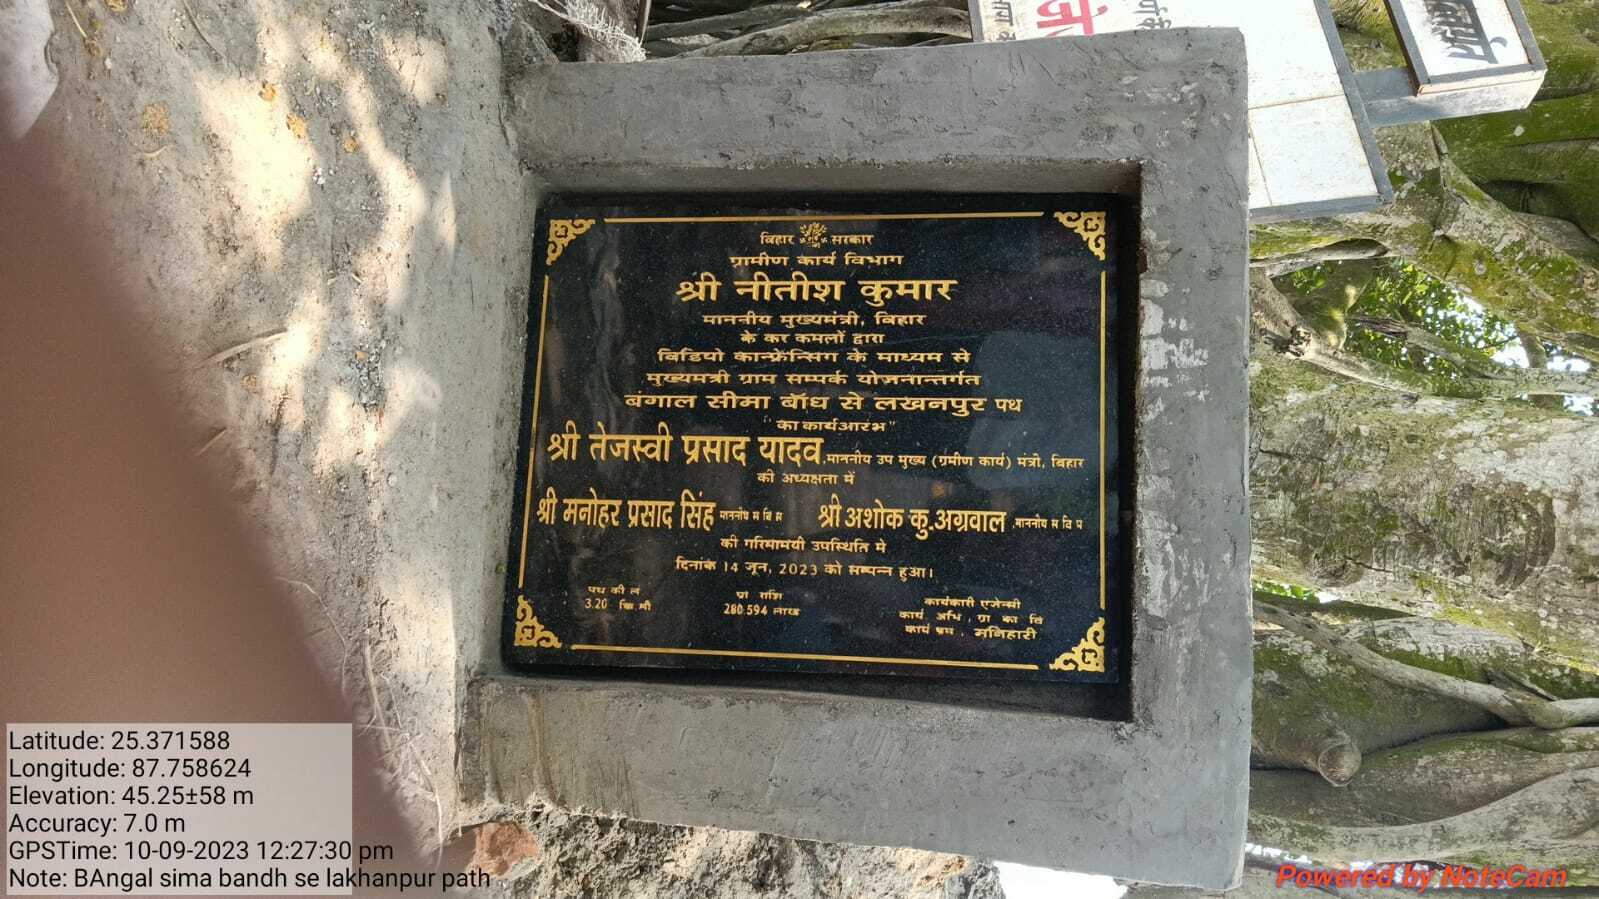 बिहार सरकार
ग्रामीण कार्य विभाग
श्री नीतीश कुमार
माननीय मुख्यमंत्री, बिहार
के कर कमलों द्वारा
विडियो कान्फ्रेन्सिग के माध्यम से
मुख्यमत्री ग्राम सम्पर्क योजनान्तर्गत
बंगाल सीमा बॉध से लखनपुर पथ
"का कार्यआरंभ"
श्री तेजस्वी प्रसाद यादव, माननीय उप मुख्य (ग्रमीण कार्य) मंत्री, बिहार
की अध्यक्षता में
श्री मनोहर प्रसाद सिंह माननीय स वि स श्री अशोक कु. अग्रवाल, माननीय स वि प
की गरिमामयी उपस्थिति मे
दिनांक 14 जून, 2023 को सम्पन्न हुआ।
पथ की ल
3.20 कि मी
प्रा राशि
280.594 लाख
कार्यकारी एजेन्सी
कार्य अभि, ग्रा का वि
कार्य प्रम, मनिहारी
Latitude: 25.371588
Longitude: 87.758624
Elevation: 45.25±58 m
Accuracy: 7.0 m
GPSTime: 10-09-2023 12:27:30 pm
Note: BAngal sima bandh se lakhanpur path
Powered by NoteCam